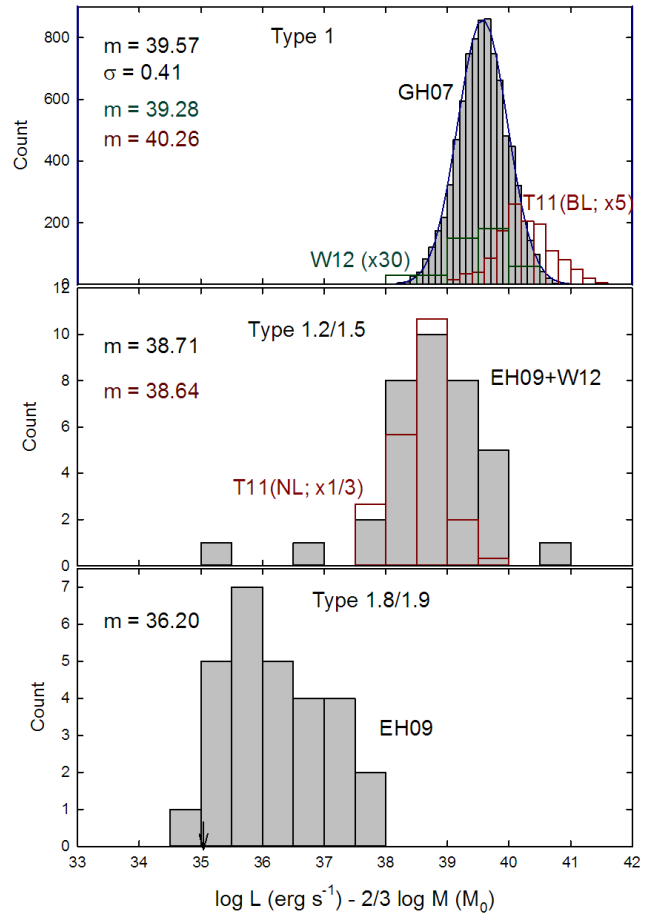 800
600
400
200
0
Count
m = 39.57
σ = 0.41
m = 39.28
m = 40.26
Type 1
GH07
T11(BL; x5)
W12 (x30)
12
10
8
6
4
2
0
Count
m = 38.71
m = 38.64
Type 1.2/1.5
EH09+W12
T11(NL; x1/3)
7
6
5
4
3
2
1
0
Count
m = 36.20
Type 1.8/1.9
EH09
33 34 35 36 37 38 39 40 41 42
log L (erg s⁻¹) - 2/3 log M (M₀)